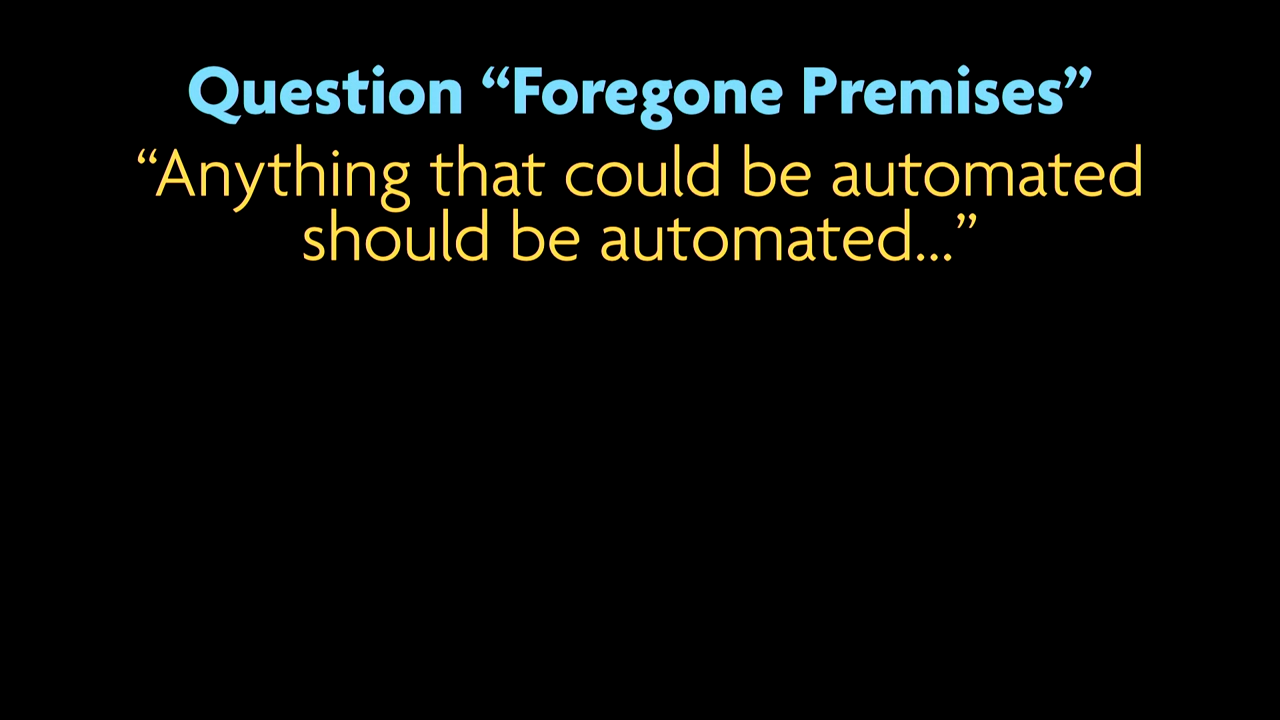 Question “Foregone Premises”
“Anything that could be automated
should be automated...”